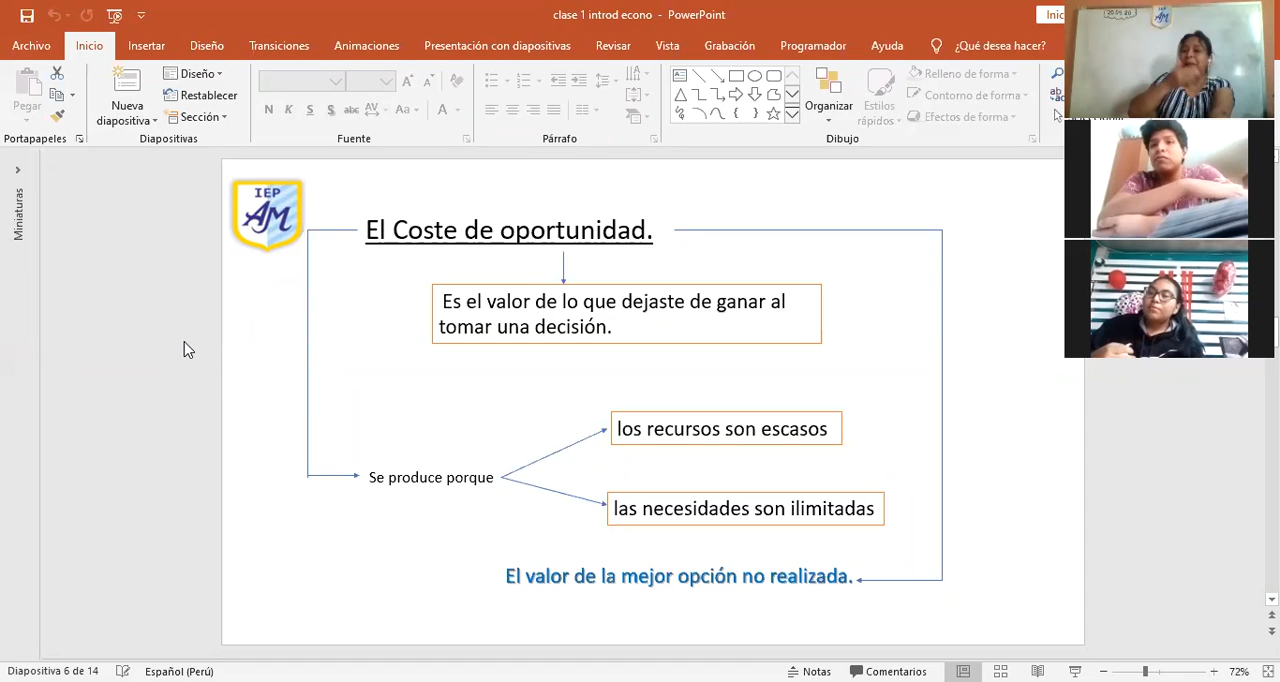 clase 1 introd econo - PowerPoint
Inic
Archivo
Inicio
Insertar
Diseño
Transiciones
Animaciones
Presentación con diapositivas
Revisar
Vista
Grabación
Programador
Ayuda
¿Qué desea hacer?
Pegar
Portapapeles
Nueva
diapositiva
Diseño
Restablecer
Sección
Diapositivas
N K S S abc AV Aa A
Fuente
Párrafo
Organizar
Estilos
rápidos
Relleno de forma
Contorno de forma
Efectos de forma
Dibujo
Miniaturas
IEP
AM
El Coste de oportunidad.
Es el valor de lo que dejaste de ganar al
tomar una decisión.
Se produce porque
los recursos son escasos
las necesidades son ilimitadas
El valor de la mejor opción no realizada.
Diapositiva 6 de 14
Español (Perú)
Notas
Comentarios
72%